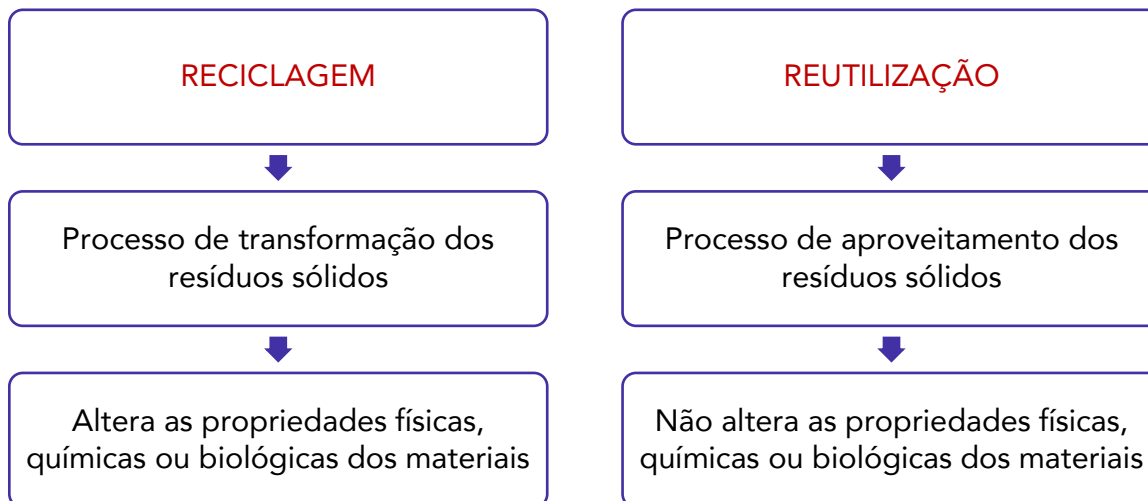 RECICLAGEM
Processo de transformação dos
resíduos sólidos
Altera as propriedades físicas,
químicas ou biológicas dos materiais
REUTILIZAÇÃO
Processo de aproveitamento dos
resíduos sólidos
Não altera as propriedades físicas,
químicas ou biológicas dos materiais